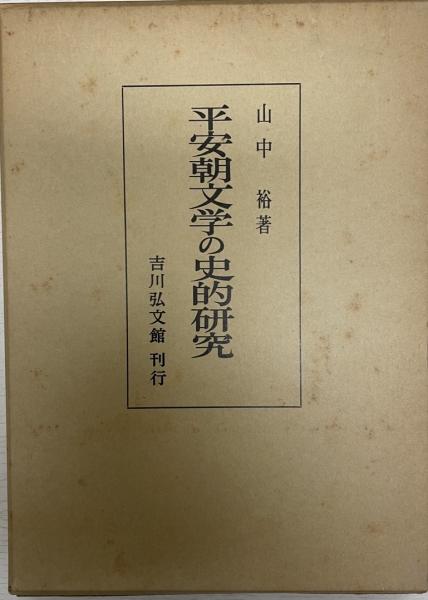 山中 裕著
平安朝文学の史的研究
吉川弘文館 刊行